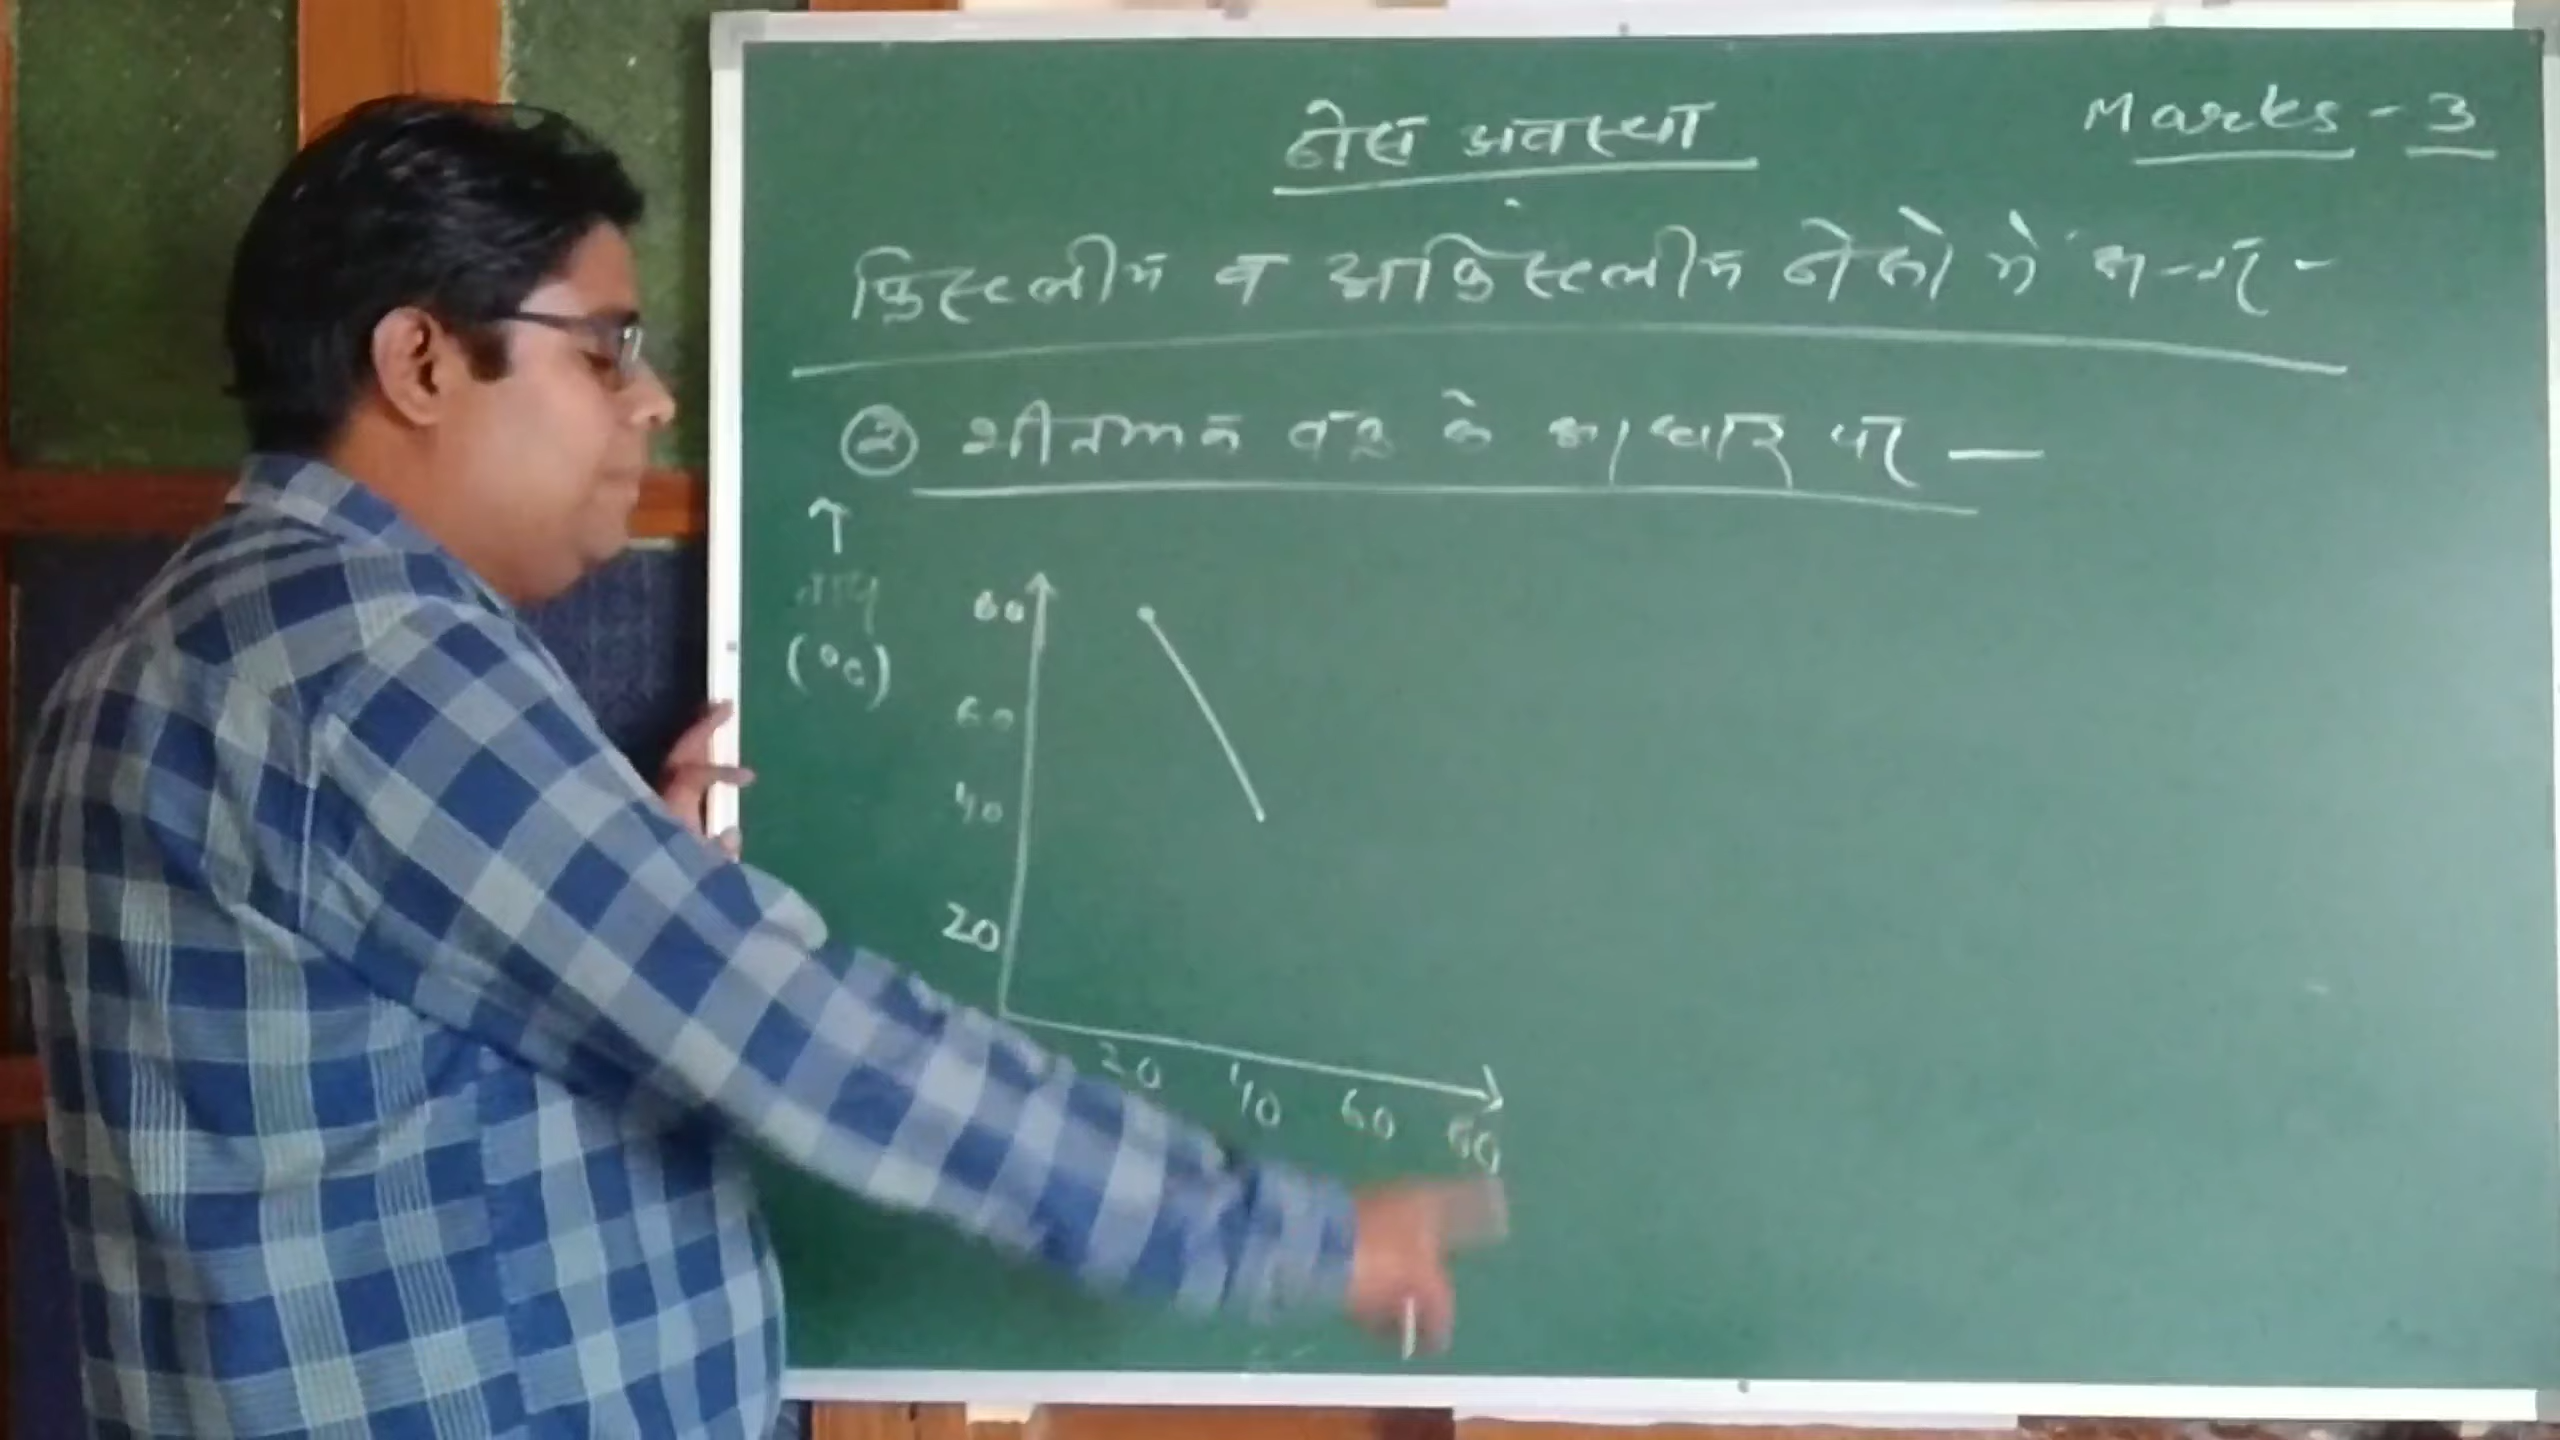 ठोस अवस्था
Marks - 3
क्रिस्टलीय व अक्रिस्टलीय ठोसो मे अन्तर -
② शीतलन वक्र के आधार पर —
↑
ताप
(°c)
80
60
40
20
20 40 60 80